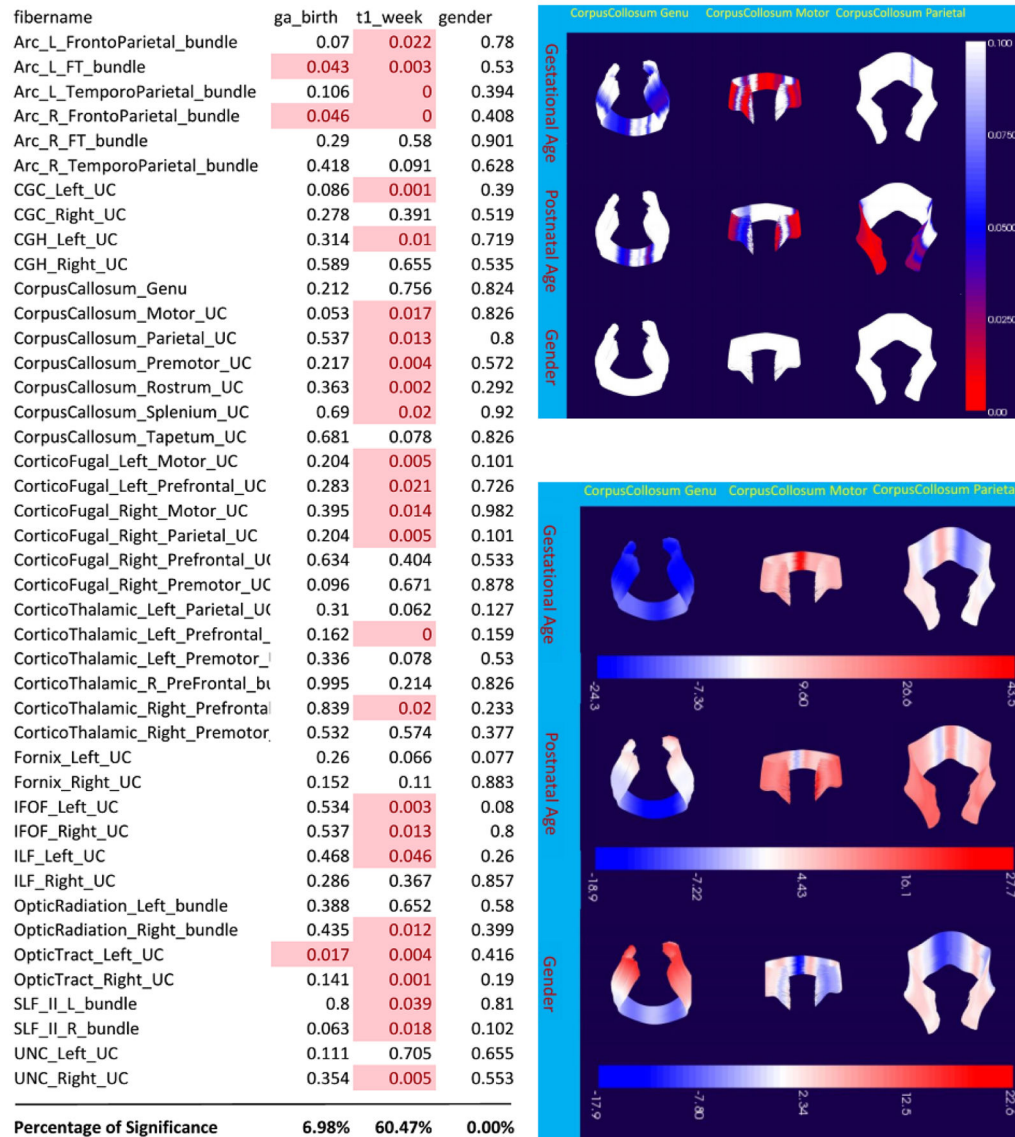 fibername ga_birth t1_week gender
Arc_L_FrontoParietal_bundle 0.07 0.022 0.78
Arc_L_FT_bundle 0.043 0.003 0.53
Arc_L_TemporoParietal_bundle 0.106 0 0.394
Arc_R_FrontoParietal_bundle 0.046 0 0.408
Arc_R_FT_bundle 0.29 0.58 0.901
Arc_R_TemporoParietal_bundle 0.418 0.091 0.628
CGC_Left_UC 0.086 0.001 0.39
CGC_Right_UC 0.278 0.391 0.519
CGH_Left_UC 0.314 0.01 0.719
CGH_Right_UC 0.589 0.655 0.535
CorpusCallosum_Genu 0.212 0.756 0.824
CorpusCallosum_Motor_UC 0.053 0.017 0.826
CorpusCallosum_Parietal_UC 0.537 0.013 0.8
CorpusCallosum_Premotor_UC 0.217 0.004 0.572
CorpusCallosum_Rostrum_UC 0.363 0.002 0.292
CorpusCallosum_Splenium_UC 0.69 0.02 0.92
CorpusCallosum_Tapetum_UC 0.681 0.078 0.826
CorticoFugal_Left_Motor_UC 0.204 0.005 0.101
CorticoFugal_Left_Prefrontal_UC 0.283 0.021 0.726
CorticoFugal_Right_Motor_UC 0.395 0.014 0.982
CorticoFugal_Right_Parietal_UC 0.204 0.005 0.101
CorticoFugal_Right_Prefrontal_U 0.634 0.404 0.533
CorticoFugal_Right_Premotor_UC 0.096 0.671 0.878
CorticoThalamic_Left_Parietal_U 0.31 0.062 0.127
CorticoThalamic_Left_Prefrontal_ 0.162 0 0.159
CorticoThalamic_Left_Premotor_ 0.336 0.078 0.53
CorticoThalamic_R_PreFrontal_bu 0.995 0.214 0.826
CorticoThalamic_Right_Prefronta 0.839 0.02 0.233
CorticoThalamic_Right_Premotor_ 0.532 0.574 0.377
Fornix_Left_UC 0.26 0.066 0.077
Fornix_Right_UC 0.152 0.11 0.883
IFOF_Left_UC 0.534 0.003 0.08
IFOF_Right_UC 0.537 0.013 0.8
ILF_Left_UC 0.468 0.046 0.26
ILF_Right_UC 0.286 0.367 0.857
OpticRadiation_Left_bundle 0.388 0.652 0.58
OpticRadiation_Right_bundle 0.435 0.012 0.399
OpticTract_Left_UC 0.017 0.004 0.416
OpticTract_Right_UC 0.141 0.001 0.19
SLF_II_L_bundle 0.8 0.039 0.81
SLF_II_R_bundle 0.063 0.018 0.102
UNC_Left_UC 0.111 0.705 0.655
UNC_Right_UC 0.354 0.005 0.553
Percentage of Significance 6.98% 60.47% 0.00%
CorpusCollosum Genu CorpusCollosum Motor CorpusCollosum Parietal
Gestational Age
Postnatal Age
Gender
0.100
0.0750
0.0500
0.0250
0.00
CorpusCollosum Genu CorpusCollosum Motor CorpusCollosum Parieta
Gestational Age
-24.3 -7.36 9.60 26.6 43.5
Postnatal Age
-18.9 -7.22 4.43 16.1 27.7
Gender
-17.9 -7.80 2.34 12.5 22.6